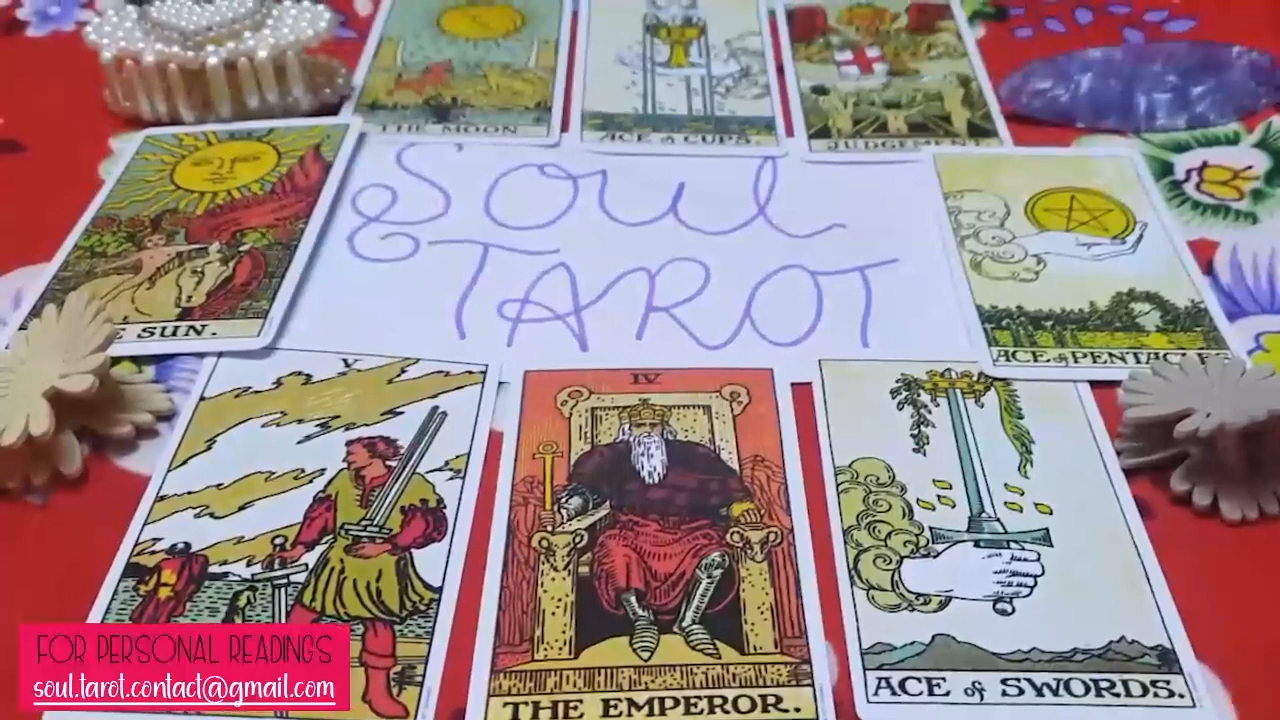 THE MOON
ACE of CUPS.
JUDGEMENT.
Soul
TAROT
SUN.
ACE of PENTACLES
V
IV
THE EMPEROR.
ACE of SWORDS.
FOR PERSONAL READINGS
soul.tarot.contact@gmail.com